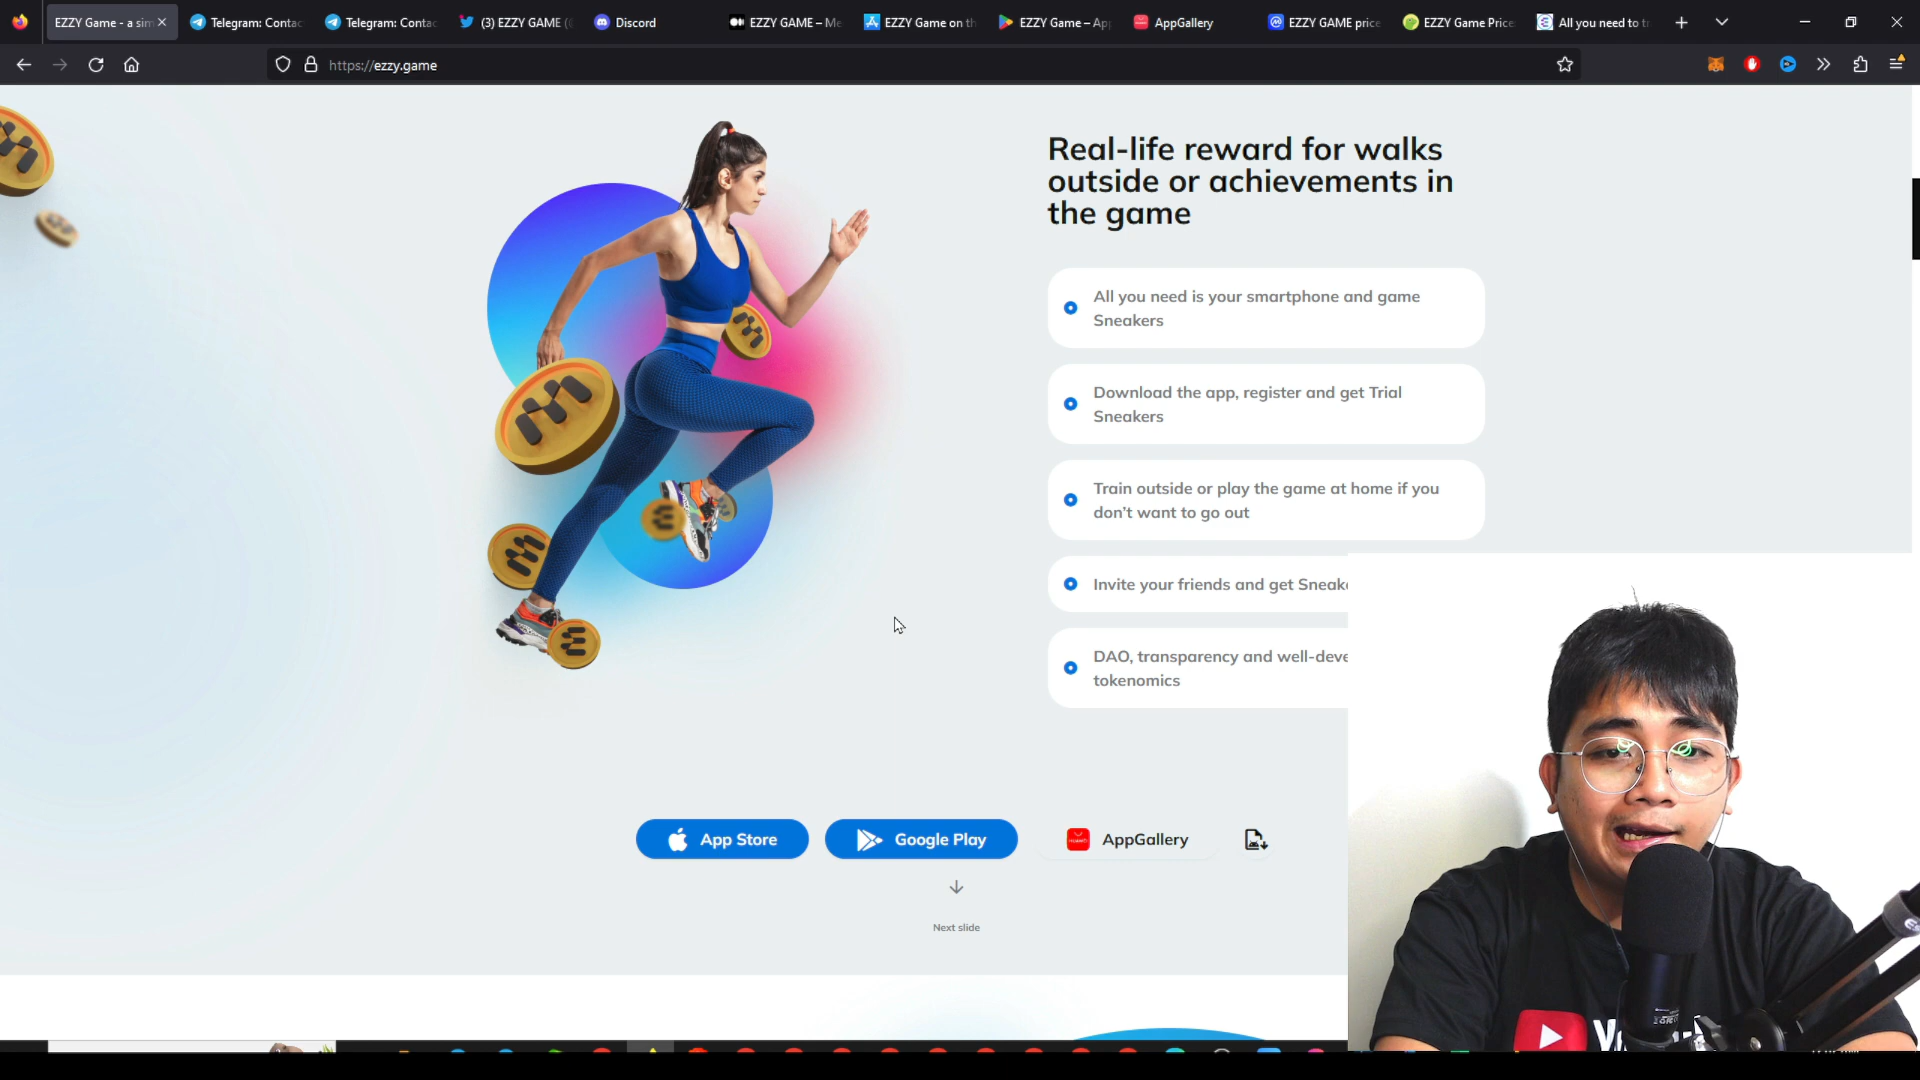 EZZY Game - a sim
Telegram: Contac
Telegram: Contac
(3) EZZY GAME (
Discord
EZZY GAME – Me
EZZY Game on th
EZZY Game – App
AppGallery
EZZY GAME price
EZZY Game Price
All you need to tr
https://ezzy.game
Real-life reward for walks
outside or achievements in
the game
All you need is your smartphone and game
Sneakers
Download the app, register and get Trial
Sneakers
Train outside or play the game at home if you
don't want to go out
Invite your friends and get Sneak
DAO, transparency and well-deve
tokenomics
App Store
Google Play
AppGallery
Next slide